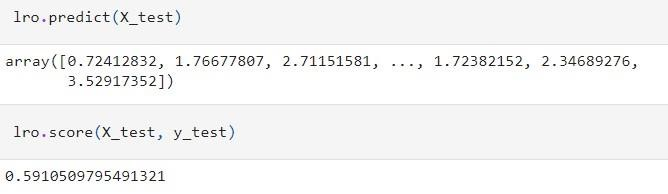 lro.predict(X_test)
array([0.72412832, 1.76677807, 2.71151581, ..., 1.72382152, 2.34689276,
3.52917352])
lro.score(X_test, y_test)
0.5910509795491321